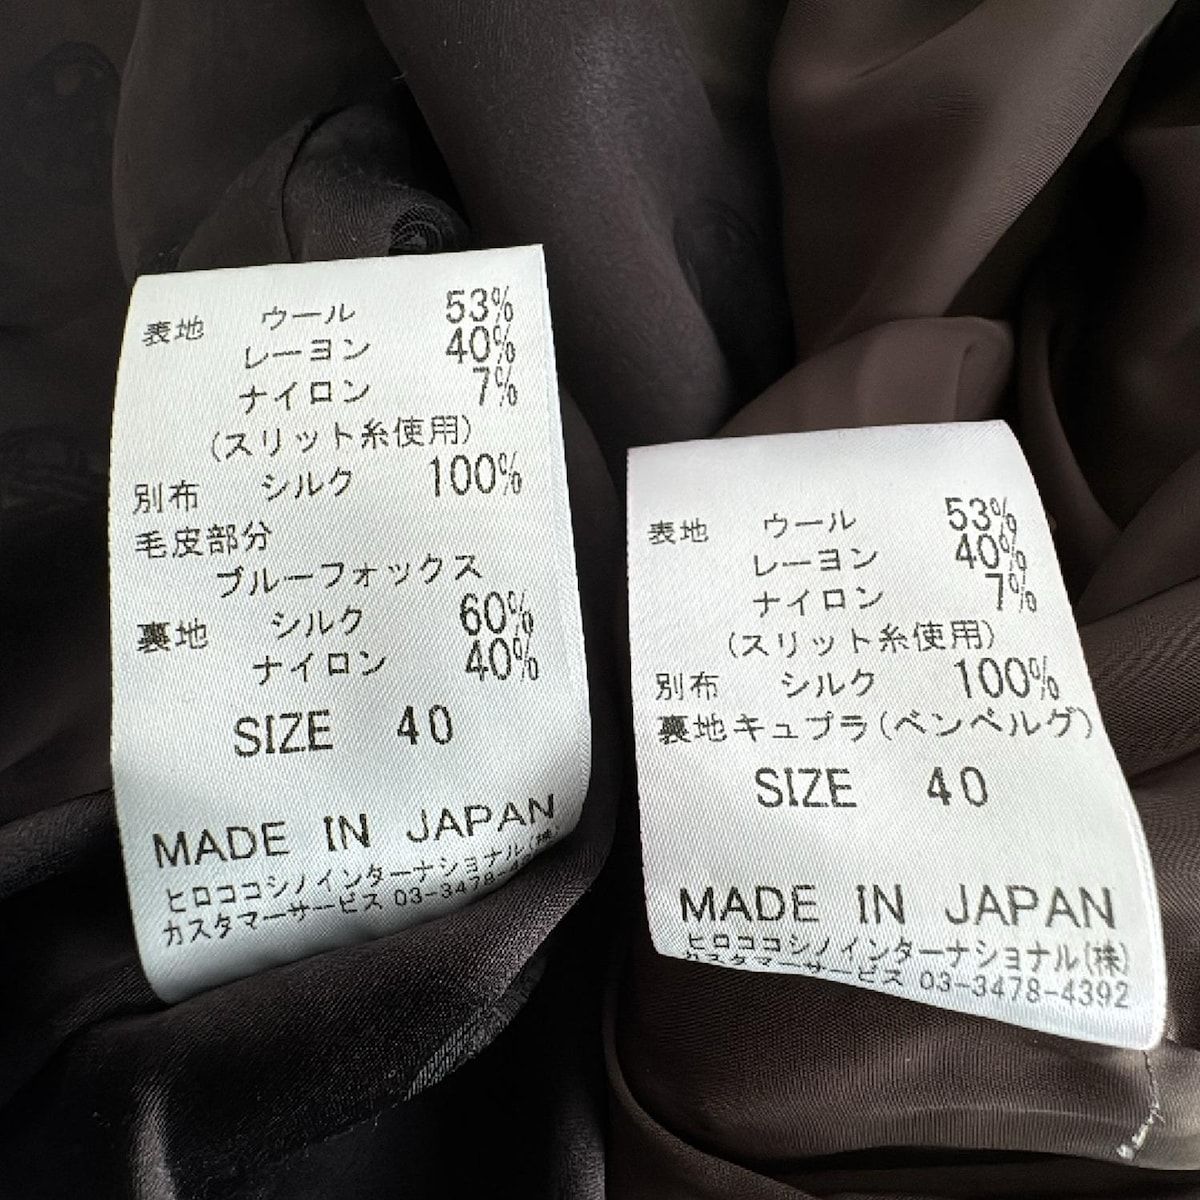 表地 ウール 53%
レーヨン 40%
ナイロン 7%
(スリット糸使用)
別布 シルク 100%
毛皮部分
ブルーフォックス
裏地 シルク 60%
ナイロン 40%
SIZE 40
MADE IN JAPAN
ヒロココシノインターナショナル(株)
カスタマーサービス 03-3478-4
表地 ウール 53%
レーヨン 40%
ナイロン 7%
(スリット糸使用)
別布 シルク 100%
裏地キュプラ(ベンベルグ)
SIZE 40
MADE IN JAPAN
ヒロココシノインターナショナル(株)
カスタマーサービス 03-3478-4392